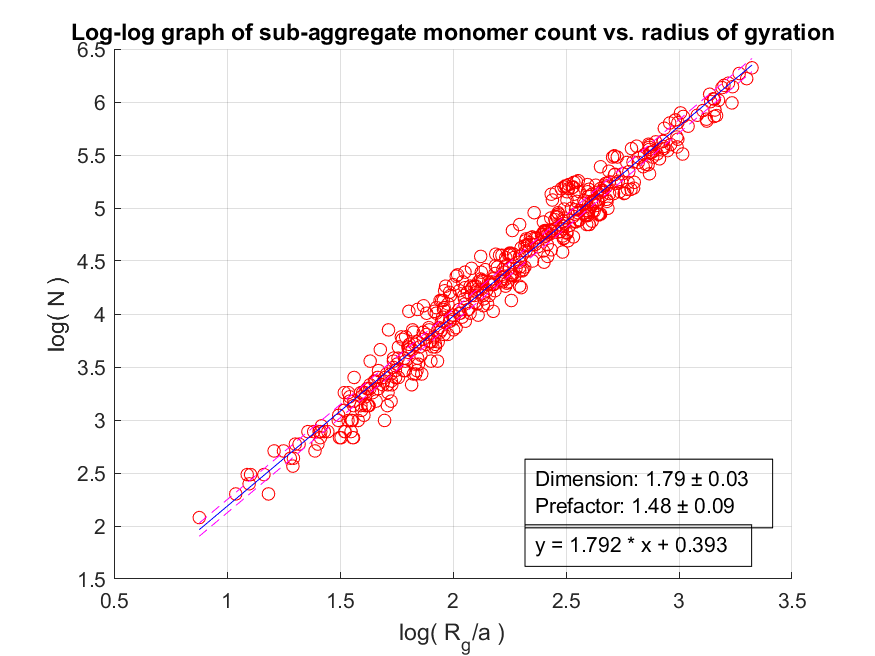 Log-log graph of sub-aggregate monomer count vs. radius of gyration
6.5
6
5.5
5
4.5
4
3.5
3
2.5
2
1.5
log( N )
Dimension: 1.79 ± 0.03
Prefactor: 1.48 ± 0.09
y = 1.792 * x + 0.393
0.5 1 1.5 2 2.5 3 3.5
log( R_g/a )